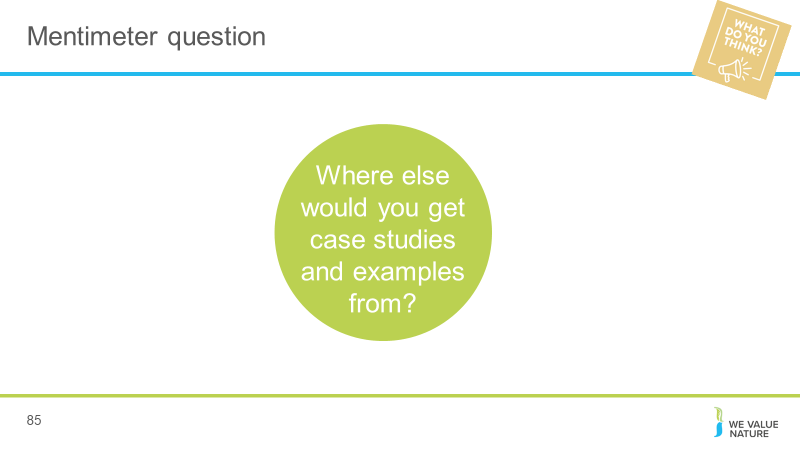 Mentimeter question
WHAT
DO YOU
THINK?
Where else
would you get
case studies
and examples
from?
85
WE VALUE
NATURE